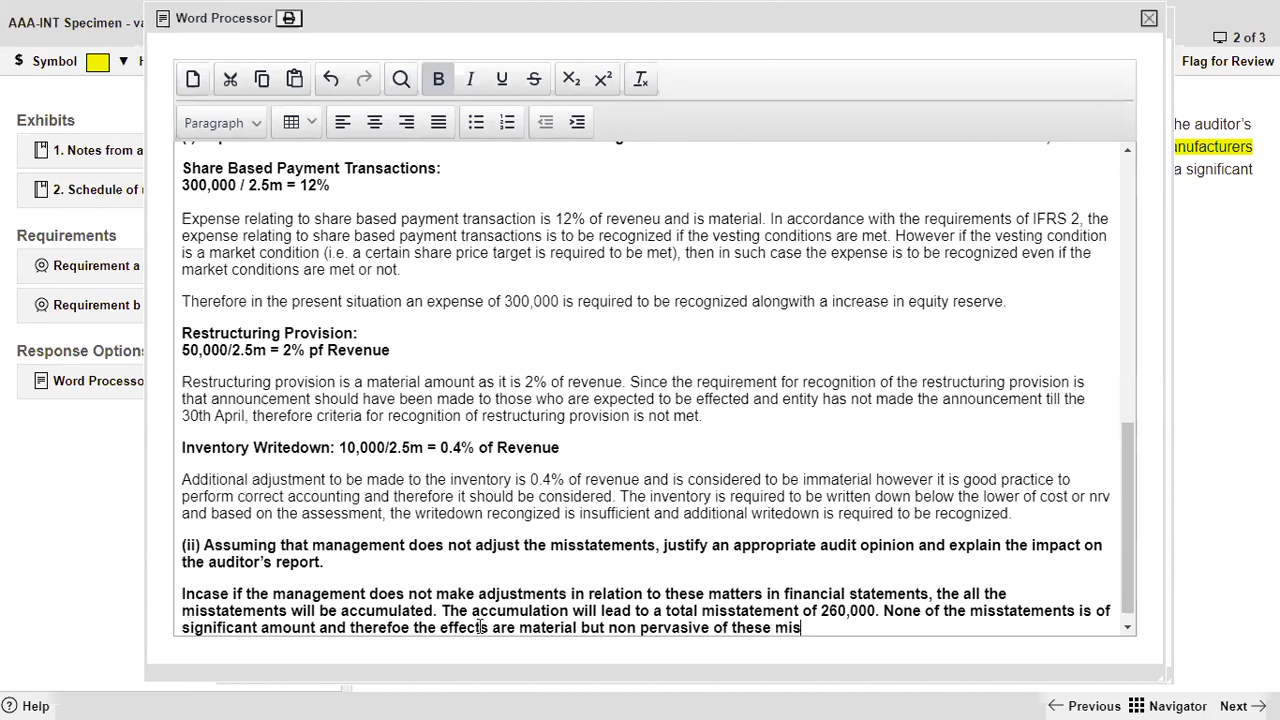 AAA-INT Specimen - va
Word Processor
2 of 3
$ Symbol
Flag for Review
Exhibits
1. Notes from a
2. Schedule of
Requirements
Requirement a
Requirement b
Response Options
Word Processo
he auditor's
anufacturers
a significant
B I U S X₂ X² Tx
Paragraph
Share Based Payment Transactions:
300,000 / 2.5m = 12%
Expense relating to share based payment transaction is 12% of reveneu and is material. In accordance with the requirements of IFRS 2, the
expense relating to share based payment transactions is to be recognized if the vesting conditions are met. However if the vesting condition
is a market condition (i.e. a certain share price target is required to be met), then in such case the expense is to be recognized even if the
market conditions are met or not.
Therefore in the present situation an expense of 300,000 is required to be recognized alongwith a increase in equity reserve.
Restructuring Provision:
50,000/2.5m = 2% pf Revenue
Restructuring provision is a material amount as it is 2% of revenue. Since the requirement for recognition of the restructuring provision is
that announcement should have been made to those who are expected to be effected and entity has not made the announcement till the
30th April, therefore criteria for recognition of restructuring provision is not met.
Inventory Writedown: 10,000/2.5m = 0.4% of Revenue
Additional adjustment to be made to the inventory is 0.4% of revenue and is considered to be immaterial however it is good practice to
perform correct accounting and therefore it should be considered. The inventory is required to be written down below the lower of cost or nrv
and based on the assessment, the writedown recongized is insufficient and additional writedown is required to be recognized.
(ii) Assuming that management does not adjust the misstatements, justify an appropriate audit opinion and explain the impact on
the auditor's report.
Incase if the management does not make adjustments in relation to these matters in financial statements, the all the
misstatements will be accumulated. The accumulation will lead to a total misstatement of 260,000. None of the misstatements is of
significant amount and therefoe the effects are material but non pervasive of these mis
Help
Previous
Navigator
Next